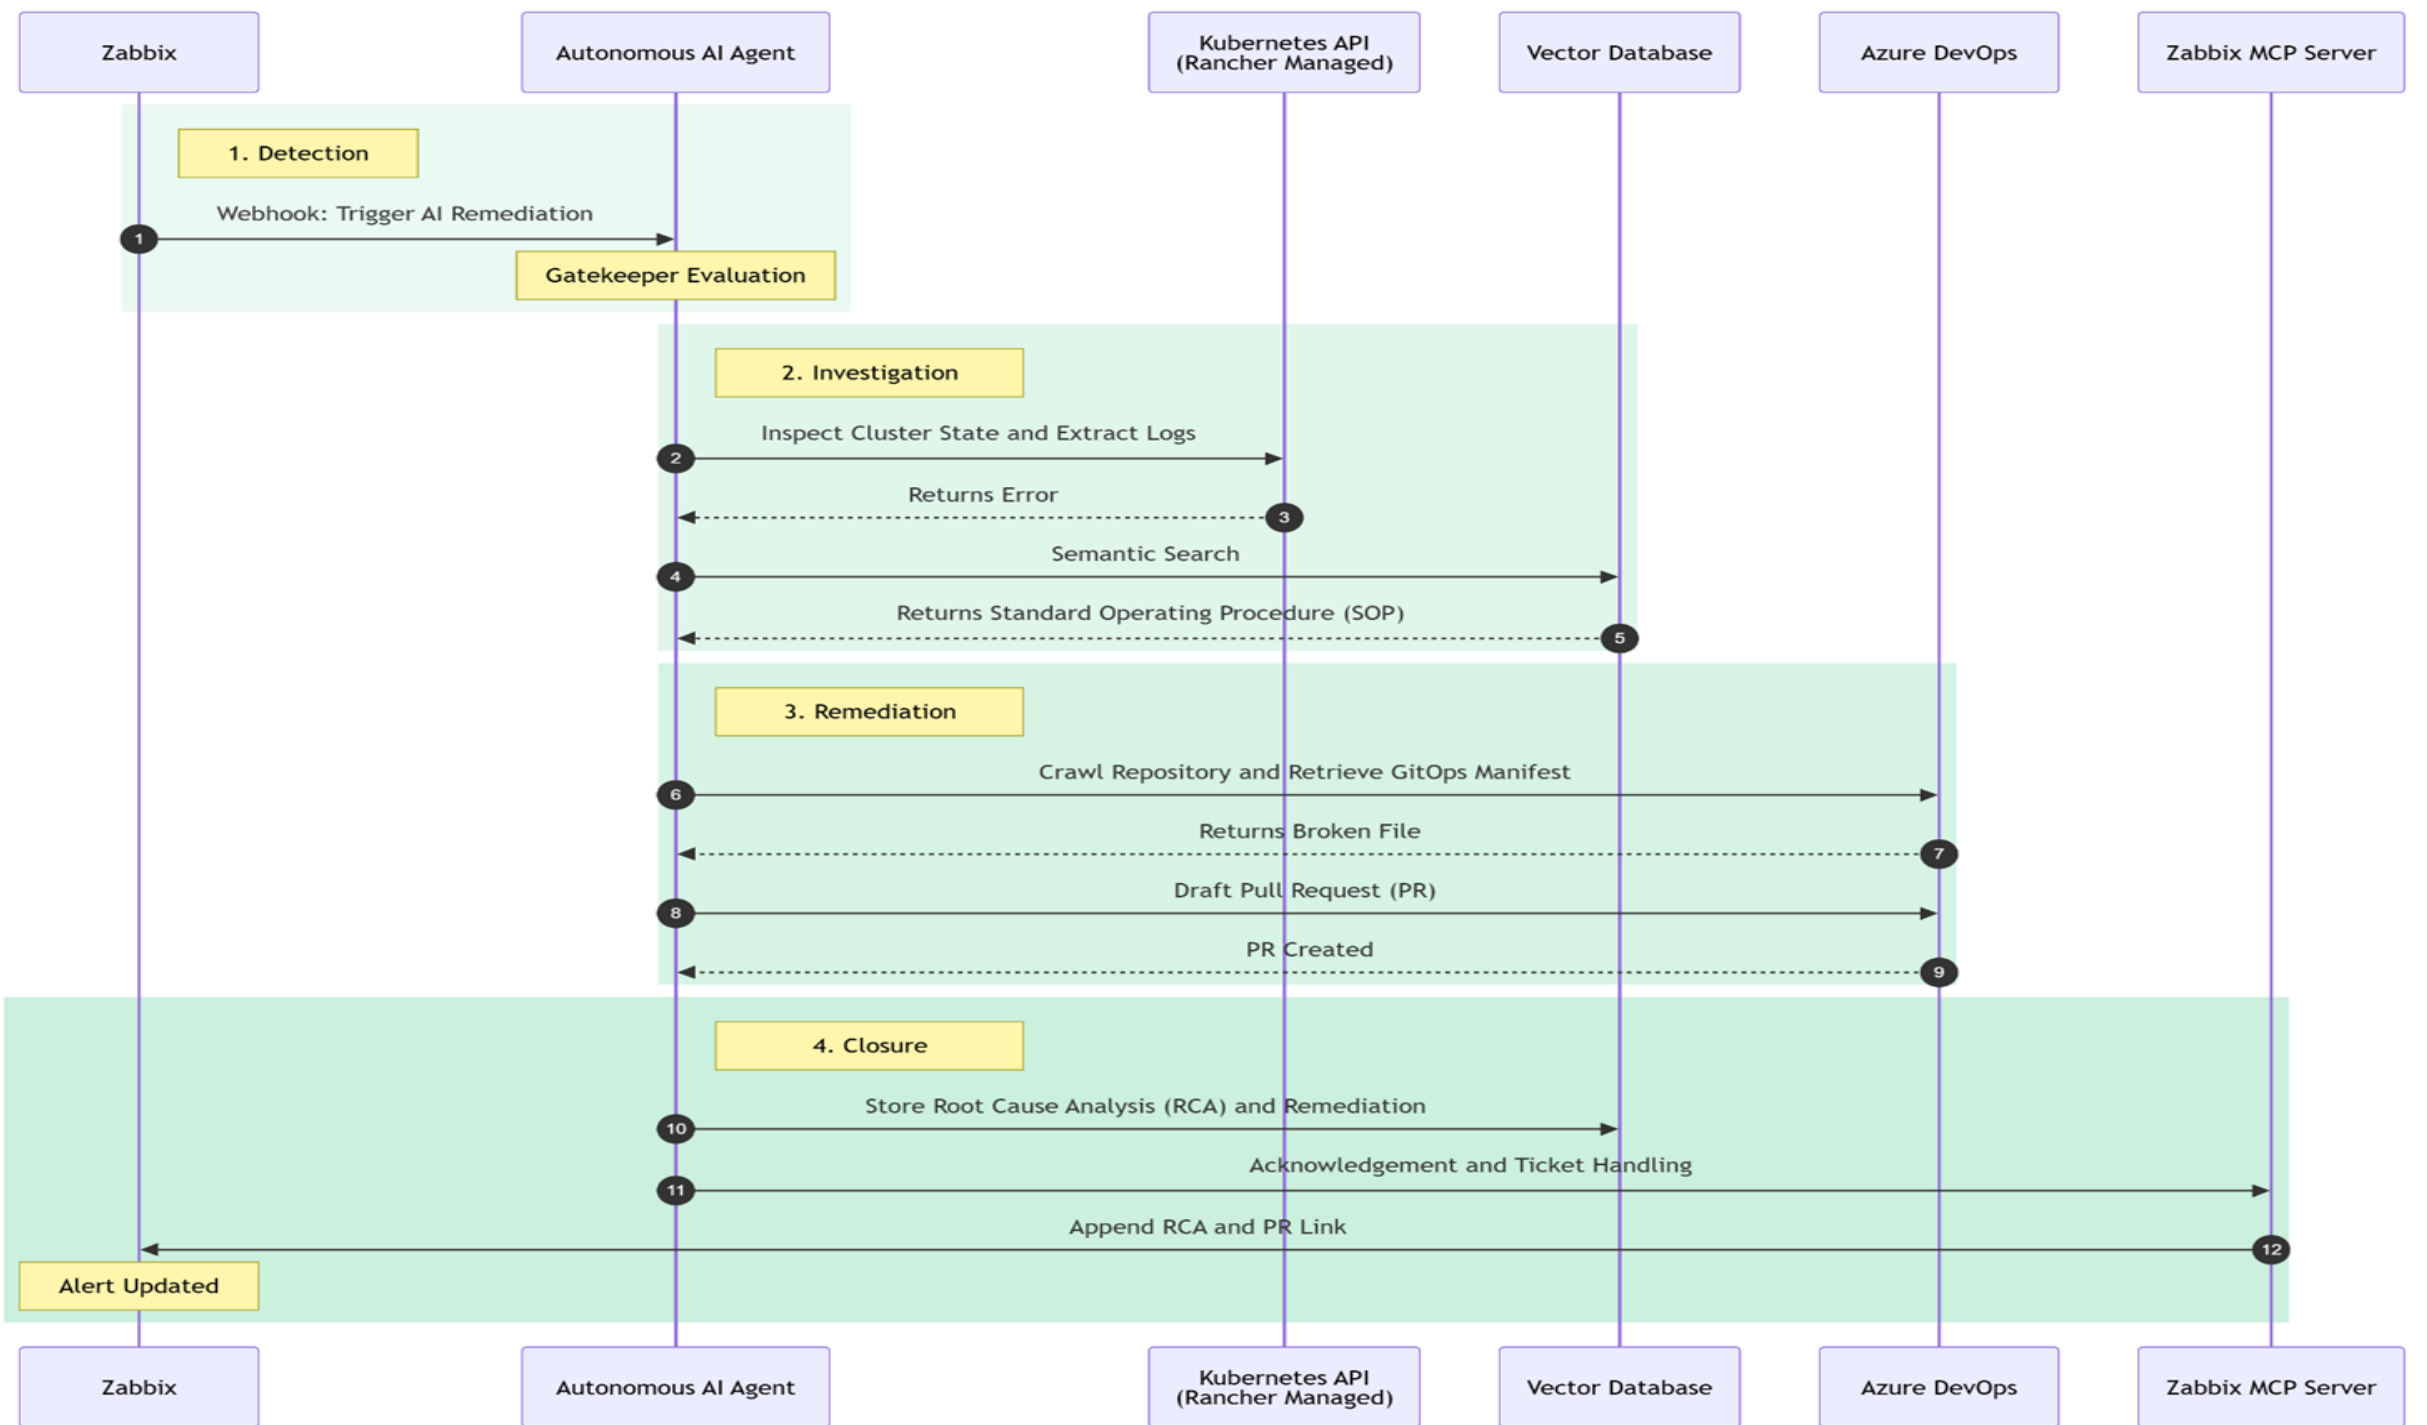 Zabbix
Autonomous AI Agent
Kubernetes API
(Rancher Managed)
Vector Database
Azure DevOps
Zabbix MCP Server
1. Detection
Webhook: Trigger AI Remediation
1
Gatekeeper Evaluation
2. Investigation
Inspect Cluster State and Extract Logs
2
Returns Error
3
Semantic Search
4
Returns Standard Operating Procedure (SOP)
5
3. Remediation
Crawl Repository and Retrieve GitOps Manifest
6
Returns Broken File
7
Draft Pull Request (PR)
8
PR Created
9
4. Closure
Store Root Cause Analysis (RCA) and Remediation
10
Acknowledgement and Ticket Handling
11
Append RCA and PR Link
12
Alert Updated
Zabbix
Autonomous AI Agent
Kubernetes API
(Rancher Managed)
Vector Database
Azure DevOps
Zabbix MCP Server